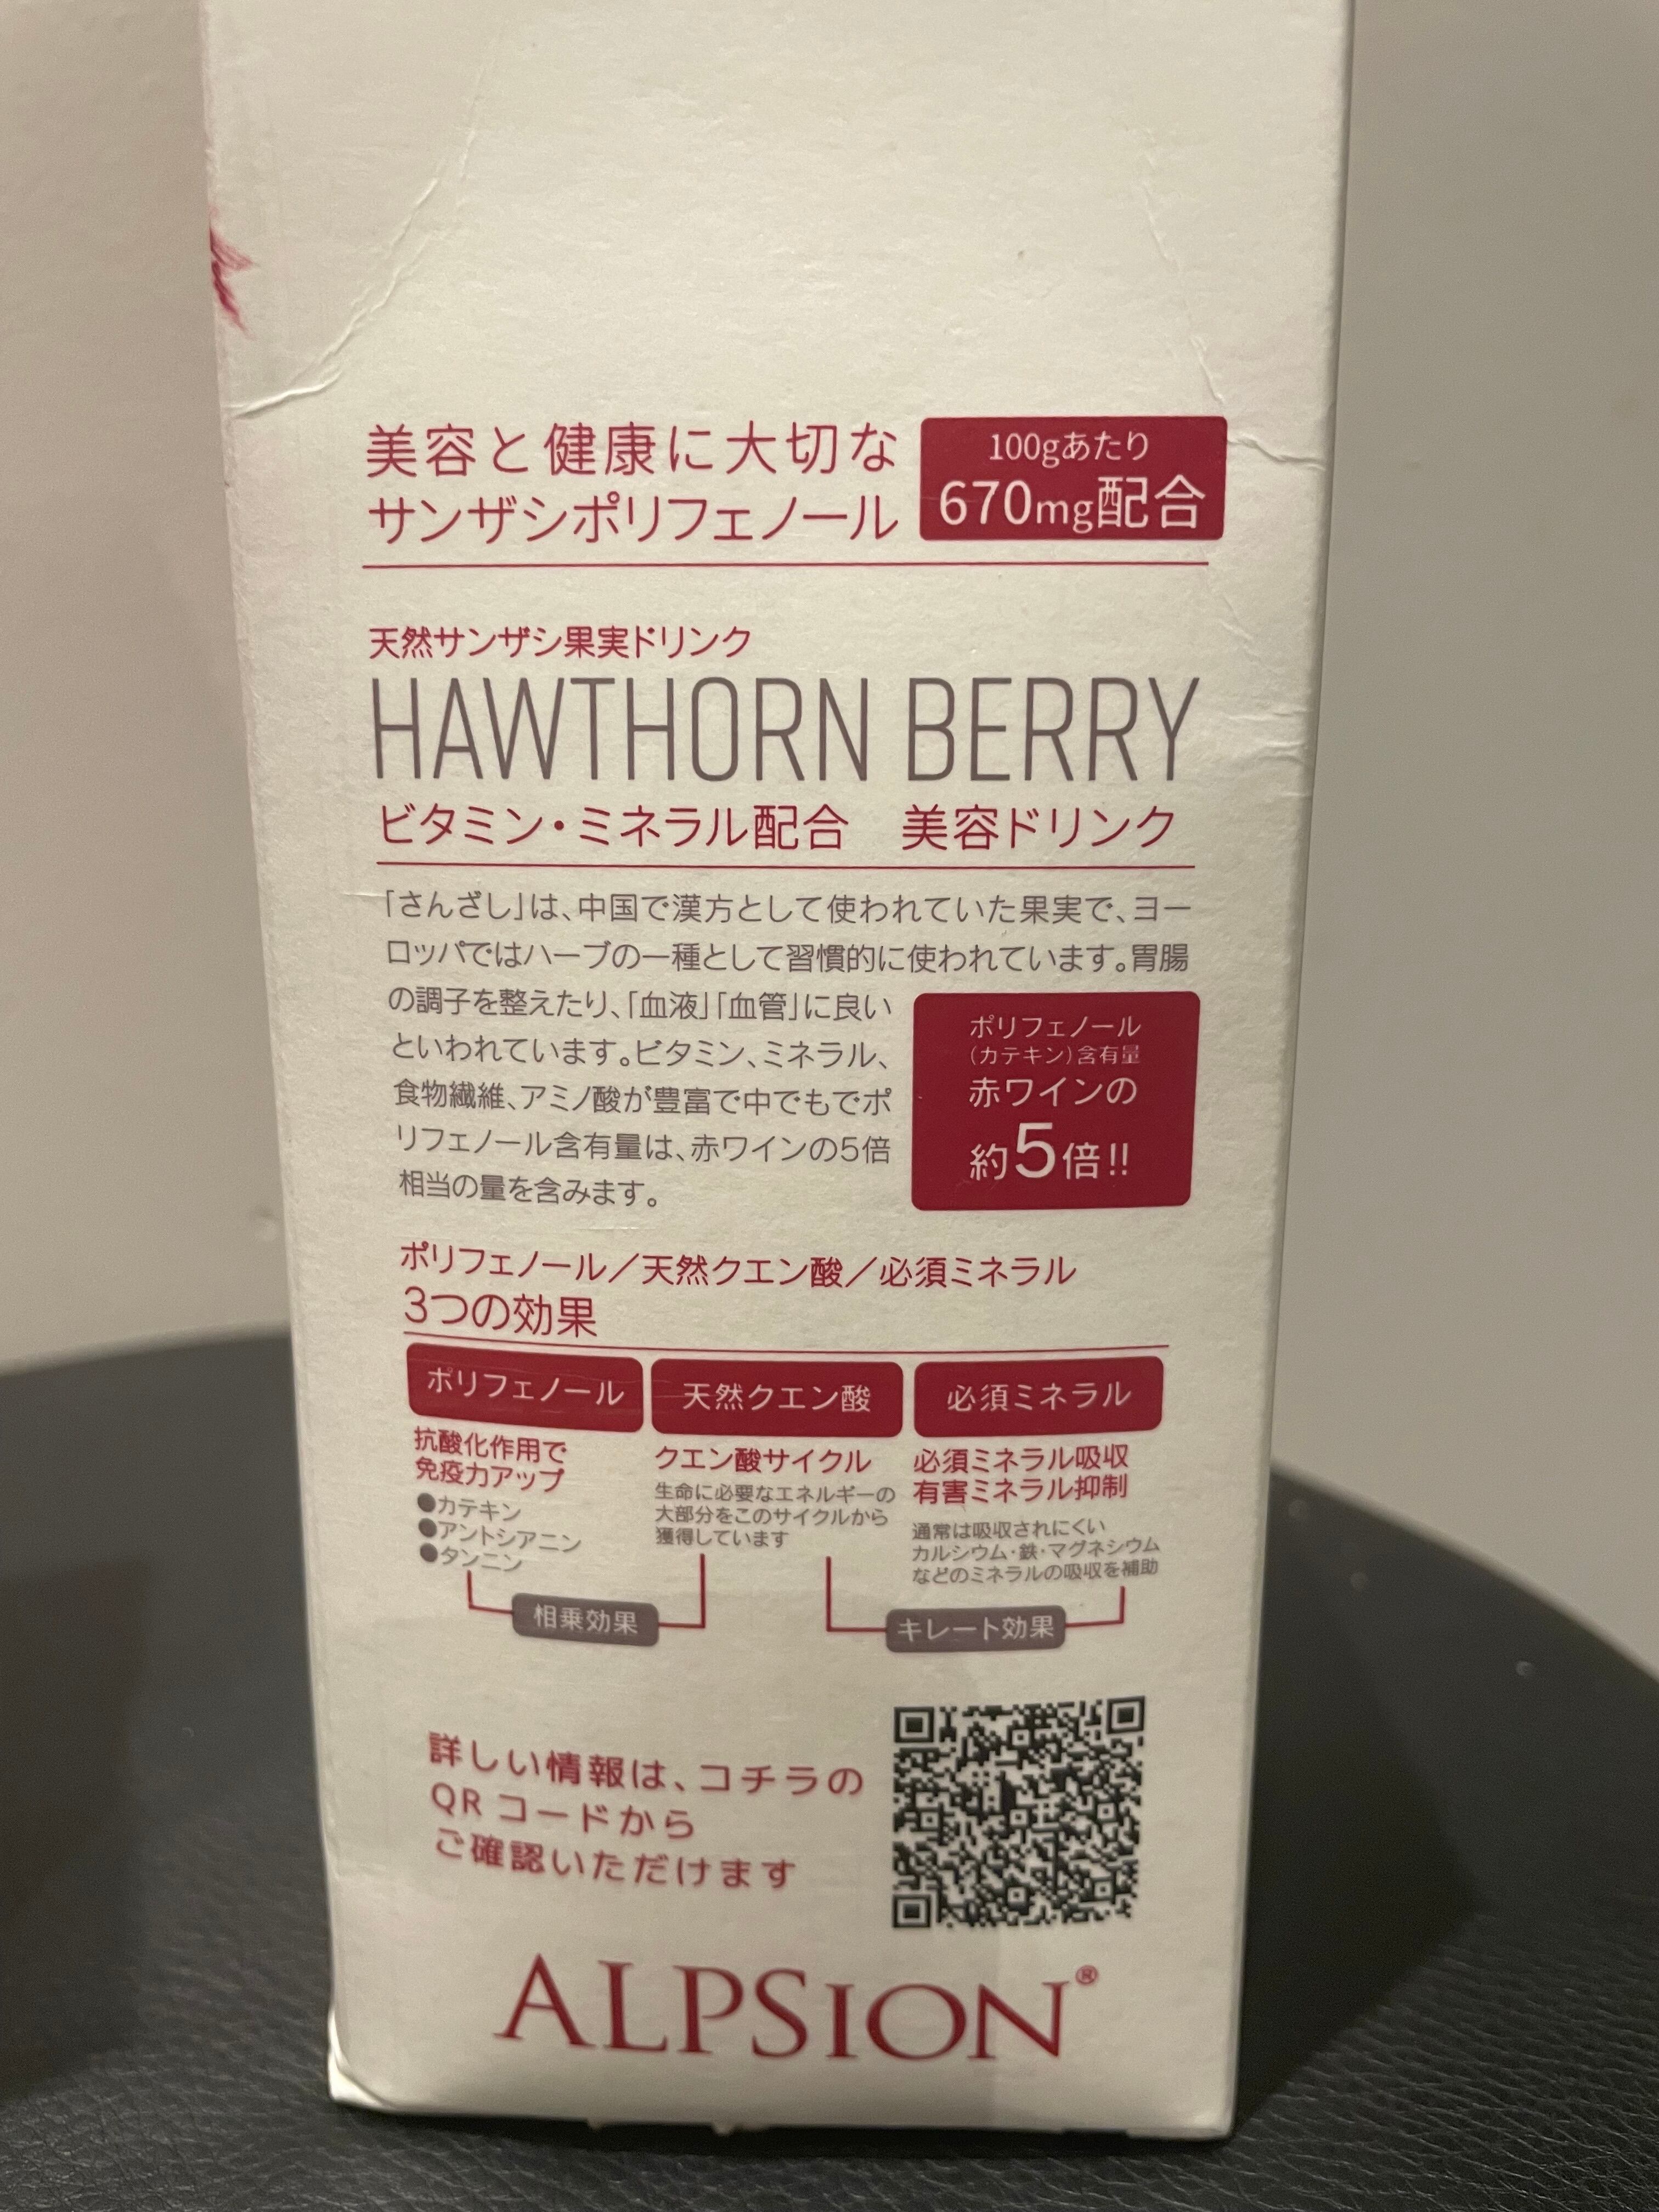 美容と健康に大切な
サンザシポリフェノール
100gあたり
670mg配合
天然サンザシ果実ドリンク
HAWTHORN BERRY
ビタミン・ミネラル配合　美容ドリンク
「さんざし」は、中国で漢方として使われていた果実で、ヨー
ロッパではハーブの一種として習慣的に使われています。胃腸
の調子を整えたり、「血液」「血管」に良い
といわれています。ビタミン、ミネラル、
食物繊維、アミノ酸が豊富で中でもでポ
リフェノール含有量は、赤ワインの5倍
相当の量を含みます。
ポリフェノール
（カテキン）含有量
赤ワインの
約5倍!!
ポリフェノール／天然クエン酸／必須ミネラル
3つの効果
ポリフェノール
抗酸化作用で
免疫力アップ
●カテキン
●アントシアニン
●タンニン
天然クエン酸
クエン酸サイクル
生命に必要なエネルギーの
大部分をこのサイクルから
獲得しています
必須ミネラル
必須ミネラル吸収
有害ミネラル抑制
通常は吸収されにくい
カルシウム・鉄・マグネシウム
などのミネラルの吸収を補助
相乗効果
キレート効果
詳しい情報は、コチラの
QRコードから
ご確認いただけます
ALPSION®